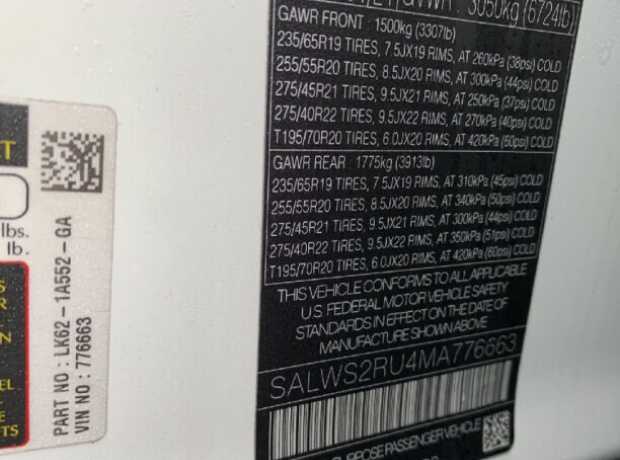 GVWR : 3050kg (6724lb)
GAWR FRONT : 1500kg (3307lb)
235/65R19 TIRES, 7.5JX19 RIMS, AT 260kPa (38psi) COLD
255/55R20 TIRES, 8.5JX20 RIMS, AT 300kPa (44psi) COLD
275/45R21 TIRES, 9.5JX21 RIMS, AT 250kPa (37psi) COLD
275/40R22 TIRES, 9.5JX22 RIMS, AT 270kPa (40psi) COLD
T195/70R20 TIRES, 6.0JX20 RIMS, AT 420kPa (60psi) COLD
GAWR REAR : 1775kg (3913lb)
235/65R19 TIRES, 7.5JX19 RIMS, AT 310kPa (45psi) COLD
255/55R20 TIRES, 8.5JX20 RIMS, AT 340kPa (50psi) COLD
275/45R21 TIRES, 9.5JX21 RIMS, AT 300kPa (44psi) COLD
275/40R22 TIRES, 9.5JX22 RIMS, AT 350kPa (51psi) COLD
T195/70R20 TIRES, 6.0JX20 RIMS, AT 420kPa (60psi) COLD
THIS VEHICLE CONFORMS TO ALL APPLICABLE
U.S. FEDERAL MOTOR VEHICLE SAFETY
STANDARDS IN EFFECT ON THE DATE OF
MANUFACTURE SHOWN ABOVE
SALWS2RU4MA776663
PURPOSE PASSENGER VEHICLE
lbs.
lb.
PART NO : LK62-1A552-GA
VIN NO : 776663